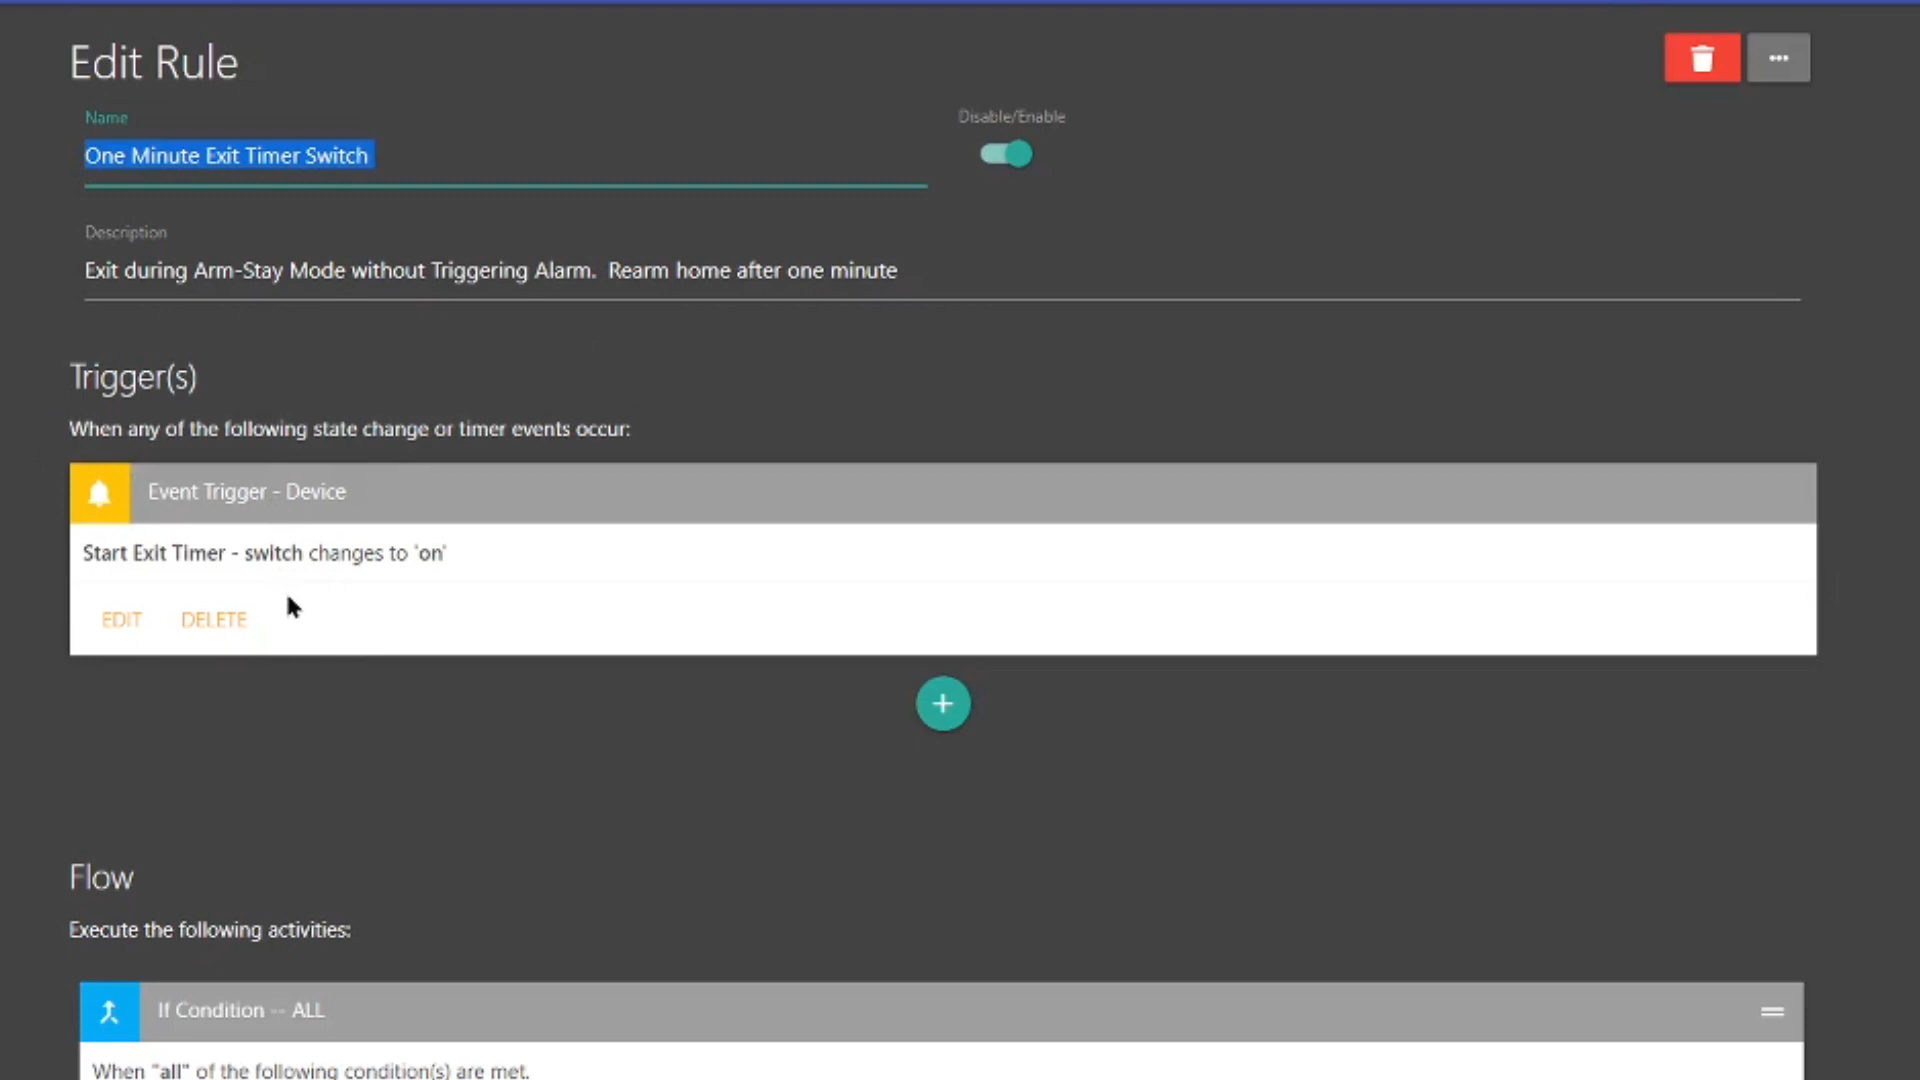 Edit Rule
Name
Disable/Enable
One Minute Exit Timer Switch
Description
Exit during Arm-Stay Mode without Triggering Alarm.  Rearm home after one minute
Trigger(s)
When any of the following state change or timer events occur:
Event Trigger - Device
Start Exit Timer - switch changes to 'on'
EDIT DELETE
Flow
Execute the following activities:
If Condition -- ALL
When "all" of the following condition(s) are met.